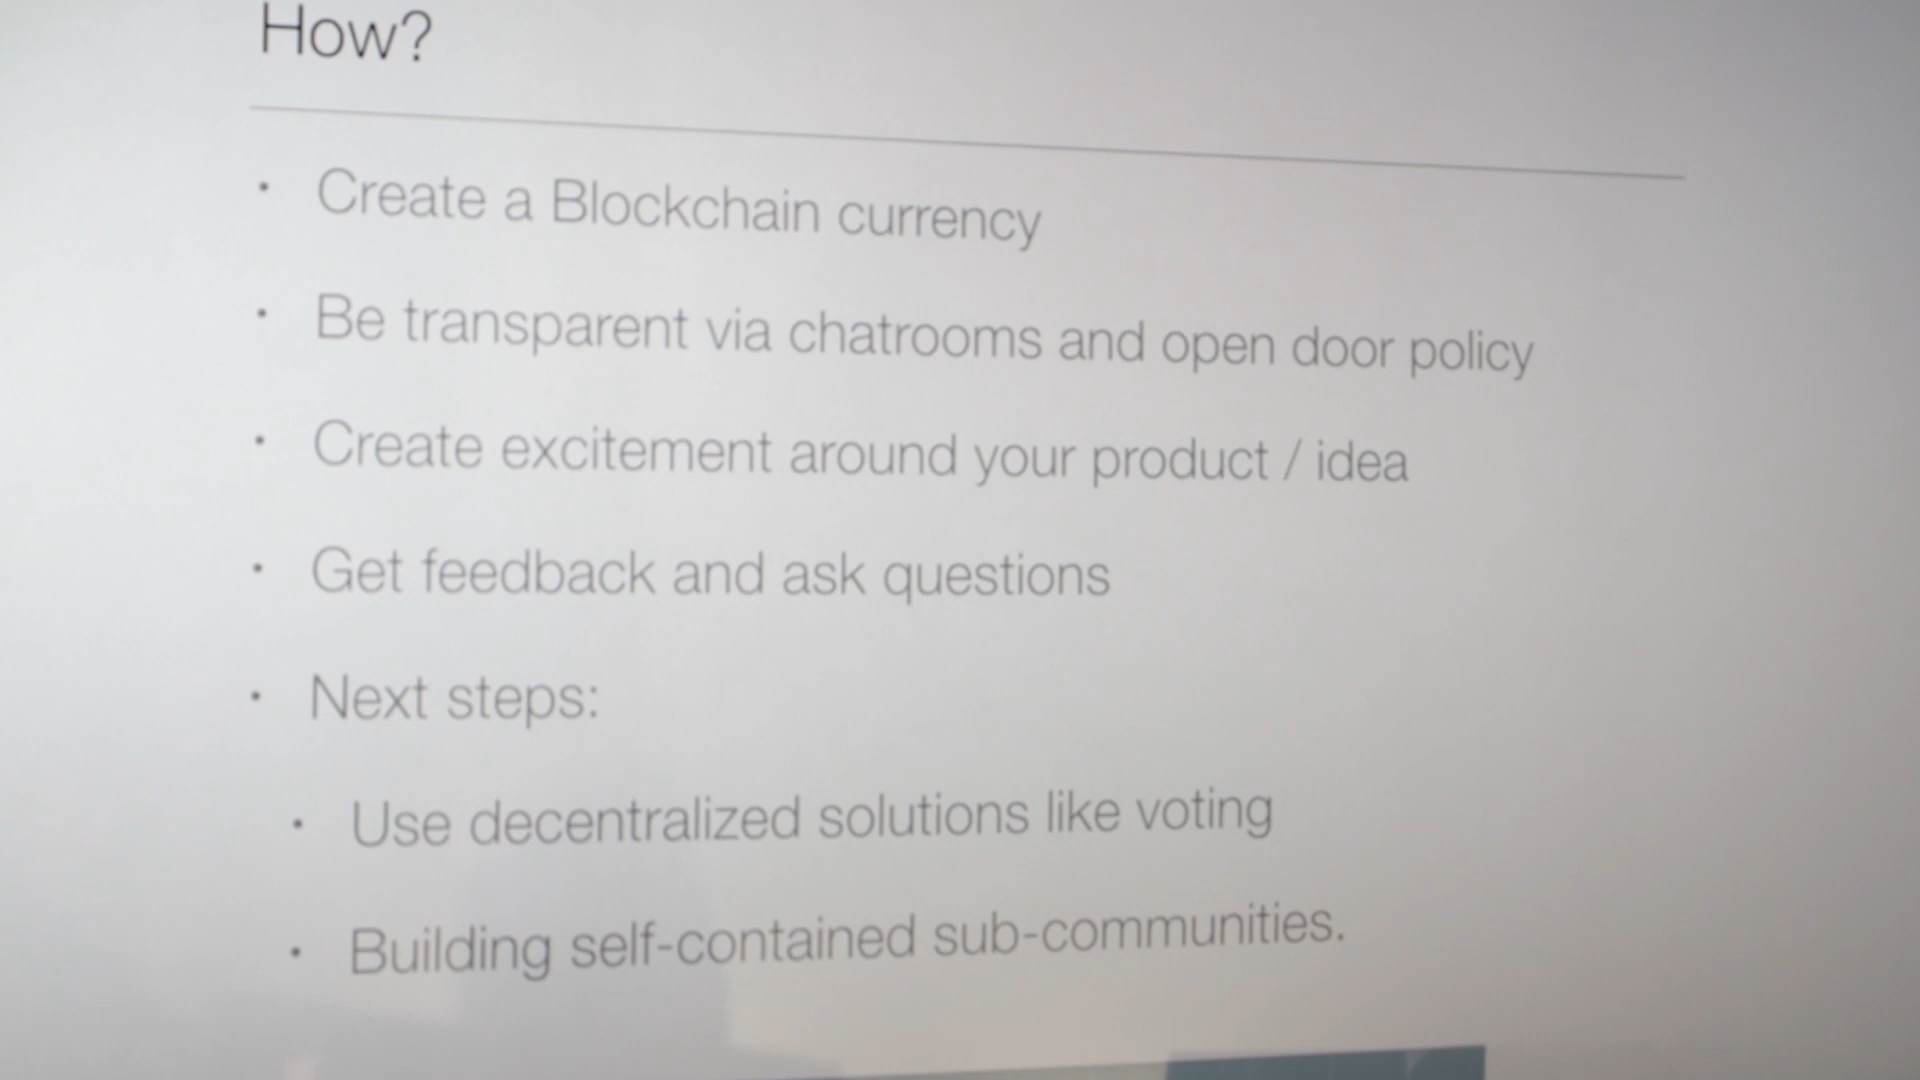 How?
• Create a Blockchain currency
• Be transparent via chatrooms and open door policy
• Create excitement around your product / idea
• Get feedback and ask questions
• Next steps:
• Use decentralized solutions like voting
• Building self-contained sub-communities.